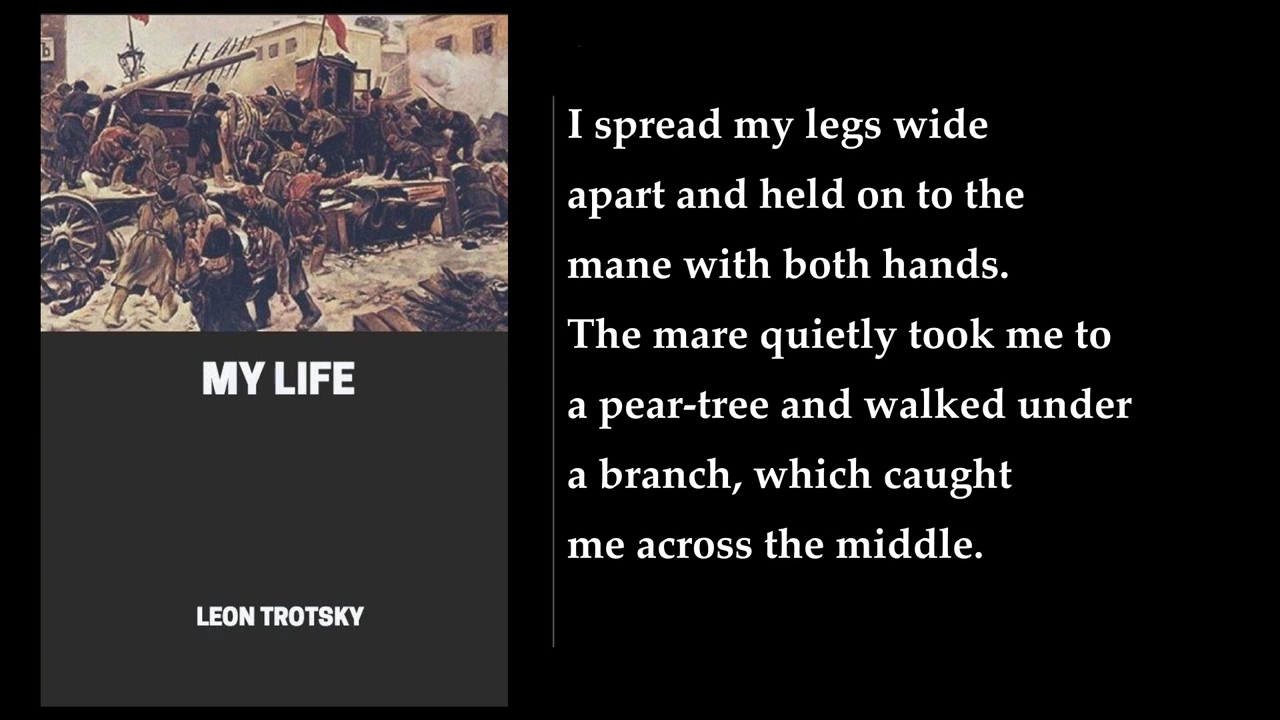 MY LIFE
LEON TROTSKY
I spread my legs wide
apart and held on to the
mane with both hands.
The mare quietly took me to
a pear-tree and walked under
a branch, which caught
me across the middle.